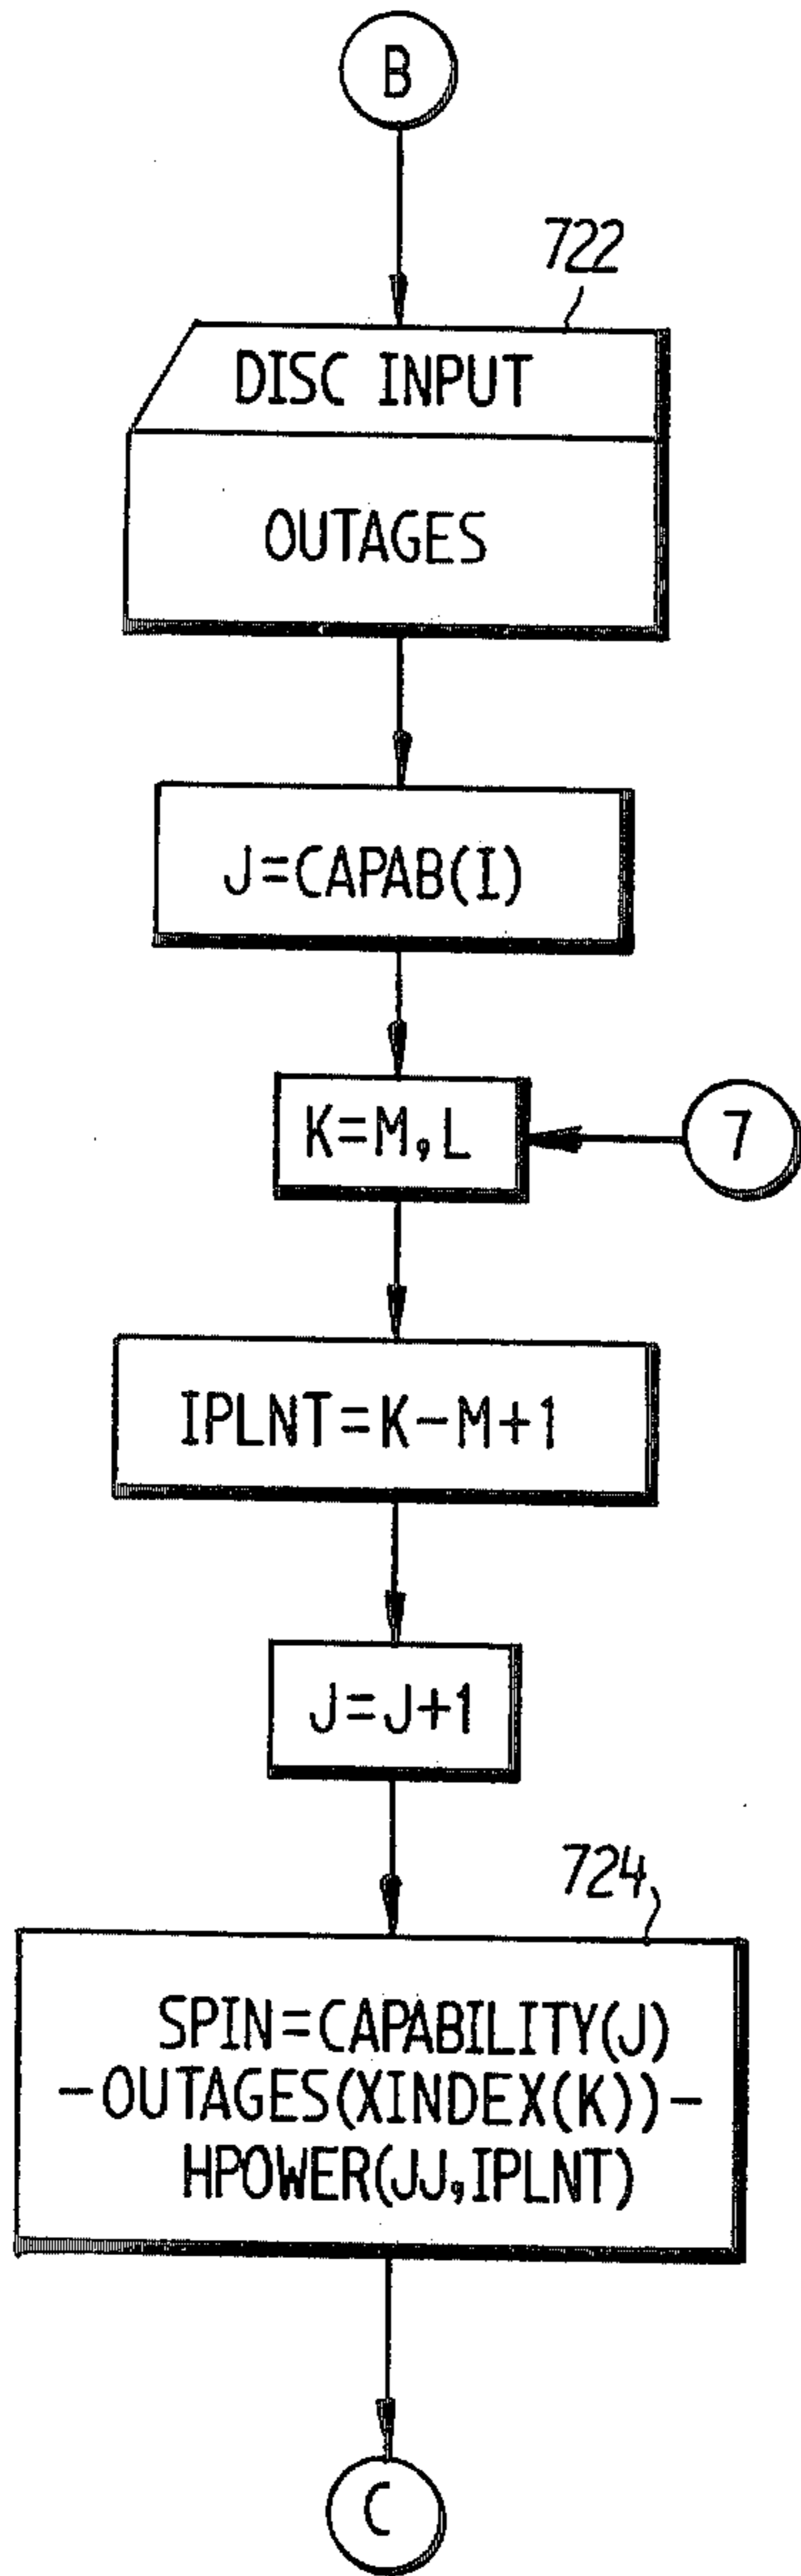 B
722
DISC INPUT
OUTAGES
J=CAPAB(I)
K=M,L
7
IPLNT=K-M+1
J=J+1
724
SPIN=CAPABILITY(J)
-OUTAGES(XINDEX(K))-
HPOWER(JJ,IPLNT)
C